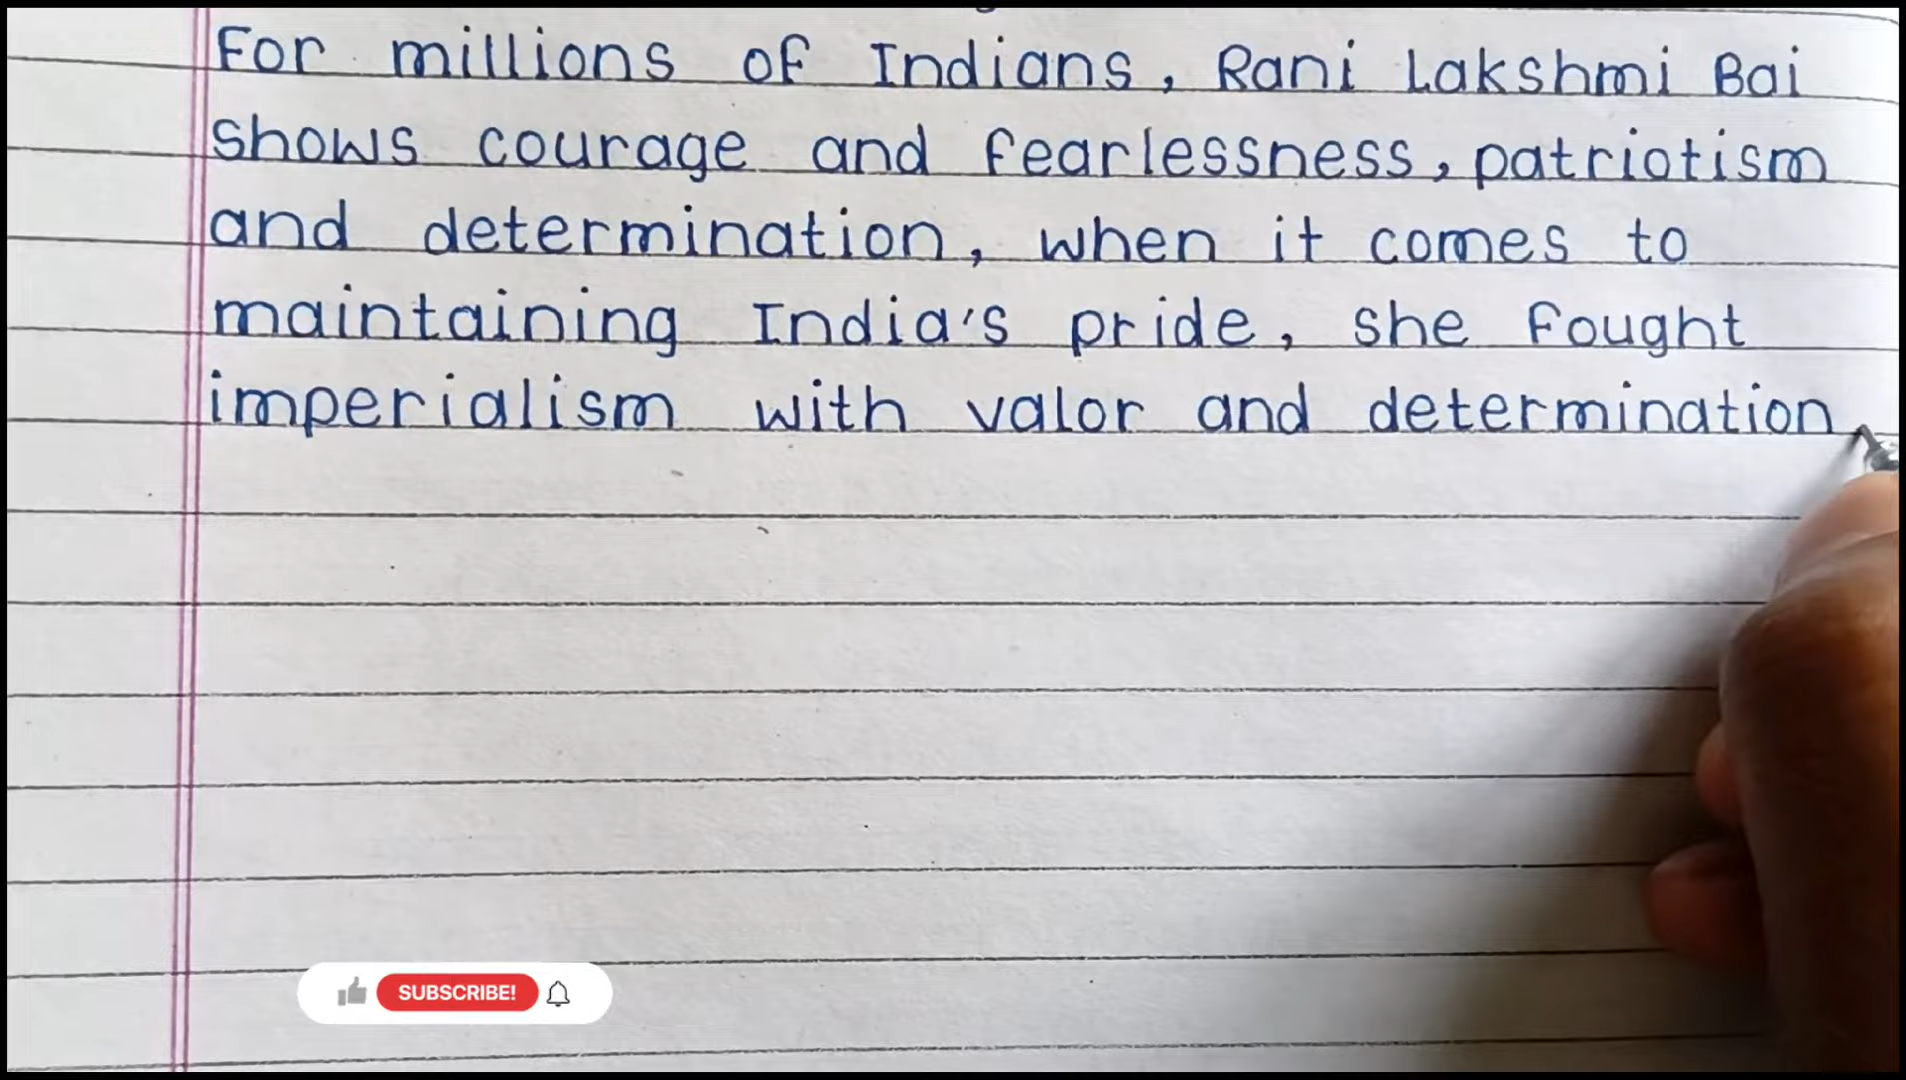 For millions of Indians, Rani Lakshmi Bai
shows courage and fearlessness, patriotism
and determination, when it comes to
maintaining India's pride, she fought
imperialism with valor and determination.
SUBSCRIBE!